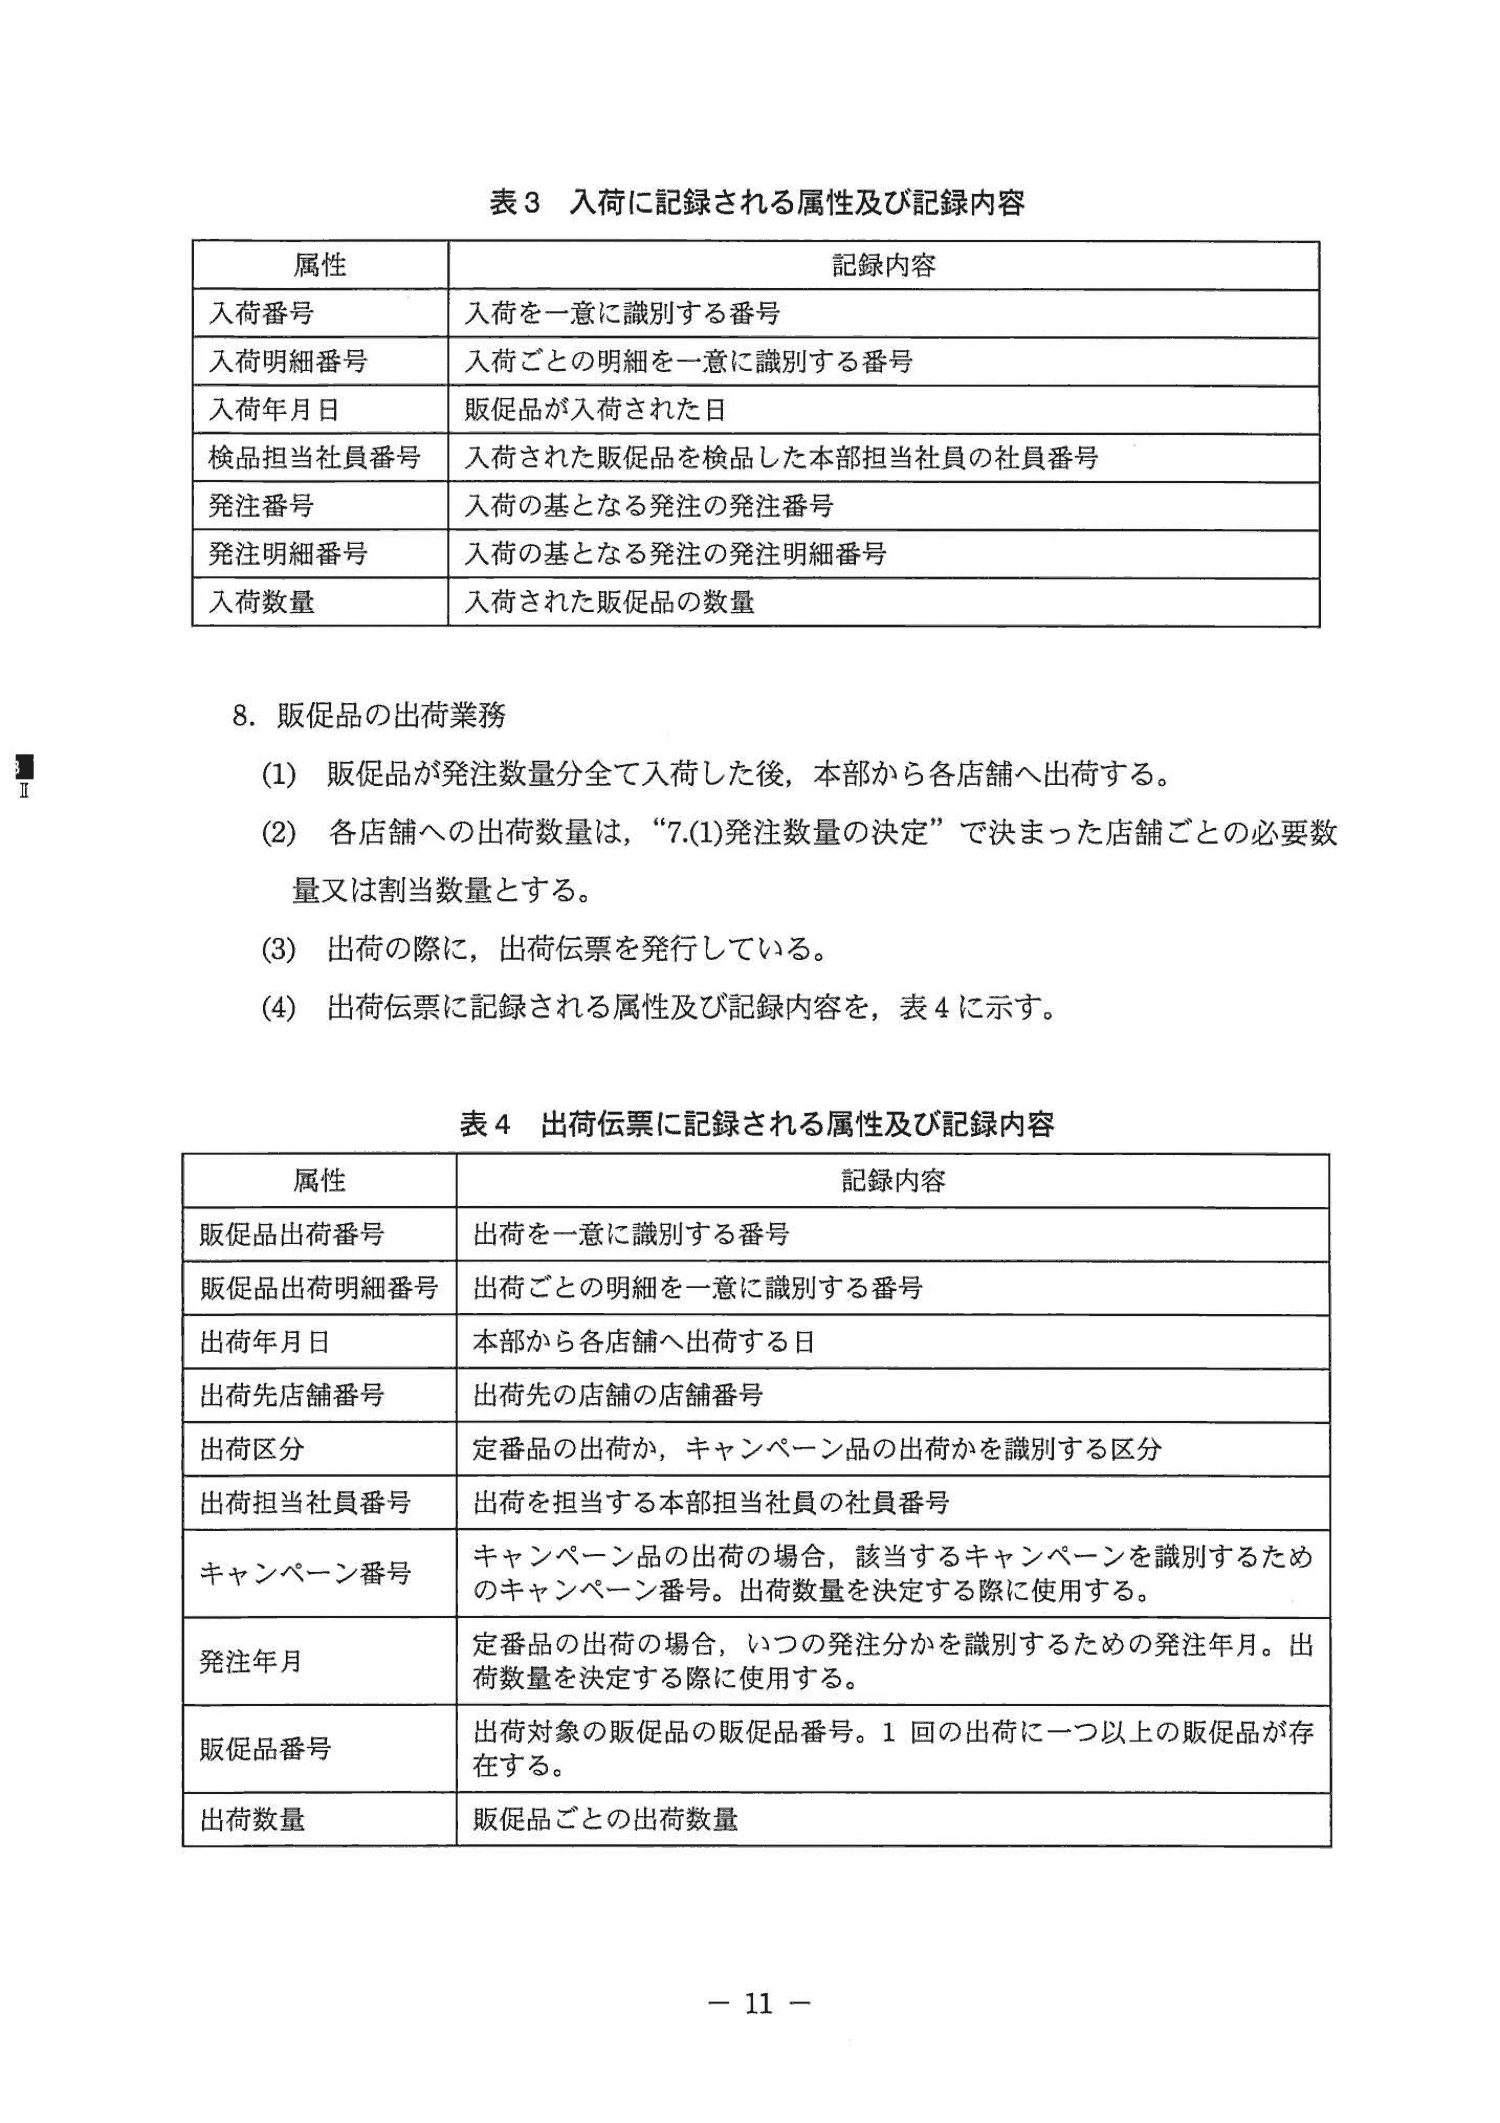 表3　入荷に記録される属性及び記録内容
属性　記録内容
入荷番号　入荷を一意に識別する番号
入荷明細番号　入荷ごとの明細を一意に識別する番号
入荷年月日　販促品が入荷された日
検品担当社員番号　入荷された販促品を検品した本部担当社員の社員番号
発注番号　入荷の基となる発注の発注番号
発注明細番号　入荷の基となる発注の発注明細番号
入荷数量　入荷された販促品の数量
8. 販促品の出荷業務
(1)　販促品が発注数量分全て入荷した後，本部から各店舗へ出荷する。
Ⅱ
(2)　各店舗への出荷数量は，“7.(1)発注数量の決定”で決まった店舗ごとの必要数
量又は割当数量とする。
(3)　出荷の際に，出荷伝票を発行している。
(4)　出荷伝票に記録される属性及び記録内容を，表4に示す。
表4　出荷伝票に記録される属性及び記録内容
属性　記録内容
販促品出荷番号　出荷を一意に識別する番号
販促品出荷明細番号　出荷ごとの明細を一意に識別する番号
出荷年月日　本部から各店舗へ出荷する日
出荷先店舗番号　出荷先の店舗の店舗番号
出荷区分　定番品の出荷か，キャンペーン品の出荷かを識別する区分
出荷担当社員番号　出荷を担当する本部担当社員の社員番号
キャンペーン番号　キャンペーン品の出荷の場合，該当するキャンペーンを識別するため
のキャンペーン番号。出荷数量を決定する際に使用する。
発注年月　定番品の出荷の場合，いつの発注分かを識別するための発注年月。出
荷数量を決定する際に使用する。
販促品番号　出荷対象の販促品の販促品番号。1 回の出荷に一つ以上の販促品が存
在する。
出荷数量　販促品ごとの出荷数量
－ 11 －